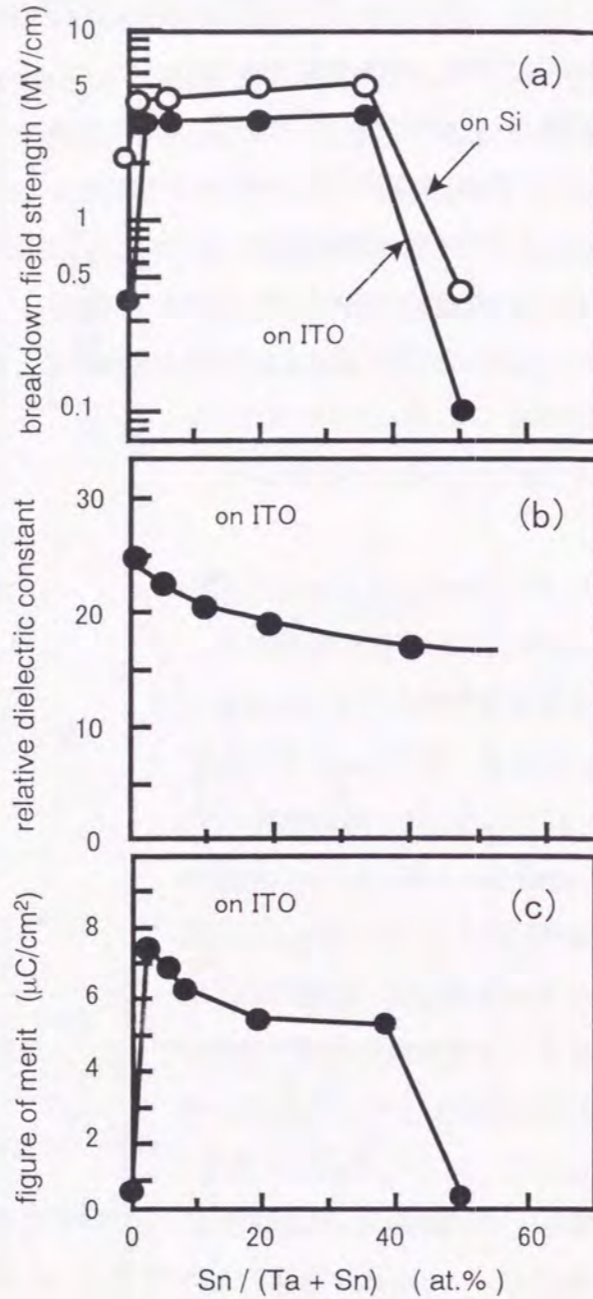 10
(a)
breakdown field strength (MV/cm)
5
on Si
1
0.5
on ITO
0.1
30
on ITO
(b)
relative dielectric constant
20
10
0
on ITO
(c)
figure of merit (μC/cm²)
8
6
4
2
0
0 20 40 60
Sn / (Ta + Sn) ( at.% )